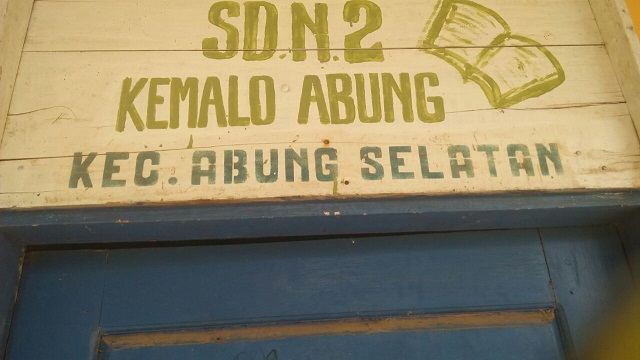 SD.N.2
KEMALO ABUNG
KEC. ABUNG SELATAN